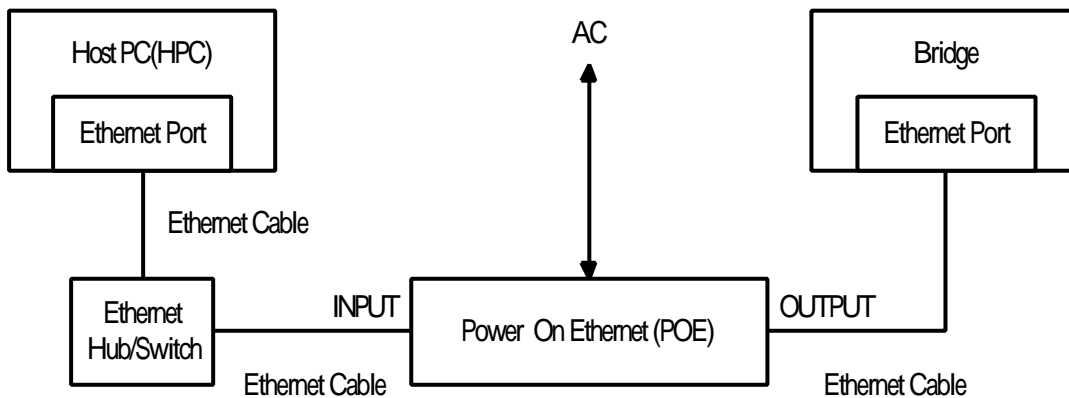 Host PC(HPC)
Ethernet Port
AC
Bridge
Ethernet Port
Ethernet Cable
Ethernet
Hub/Switch
INPUT
Power On Ethernet (POE)
OUTPUT
Ethernet Cable
Ethernet Cable